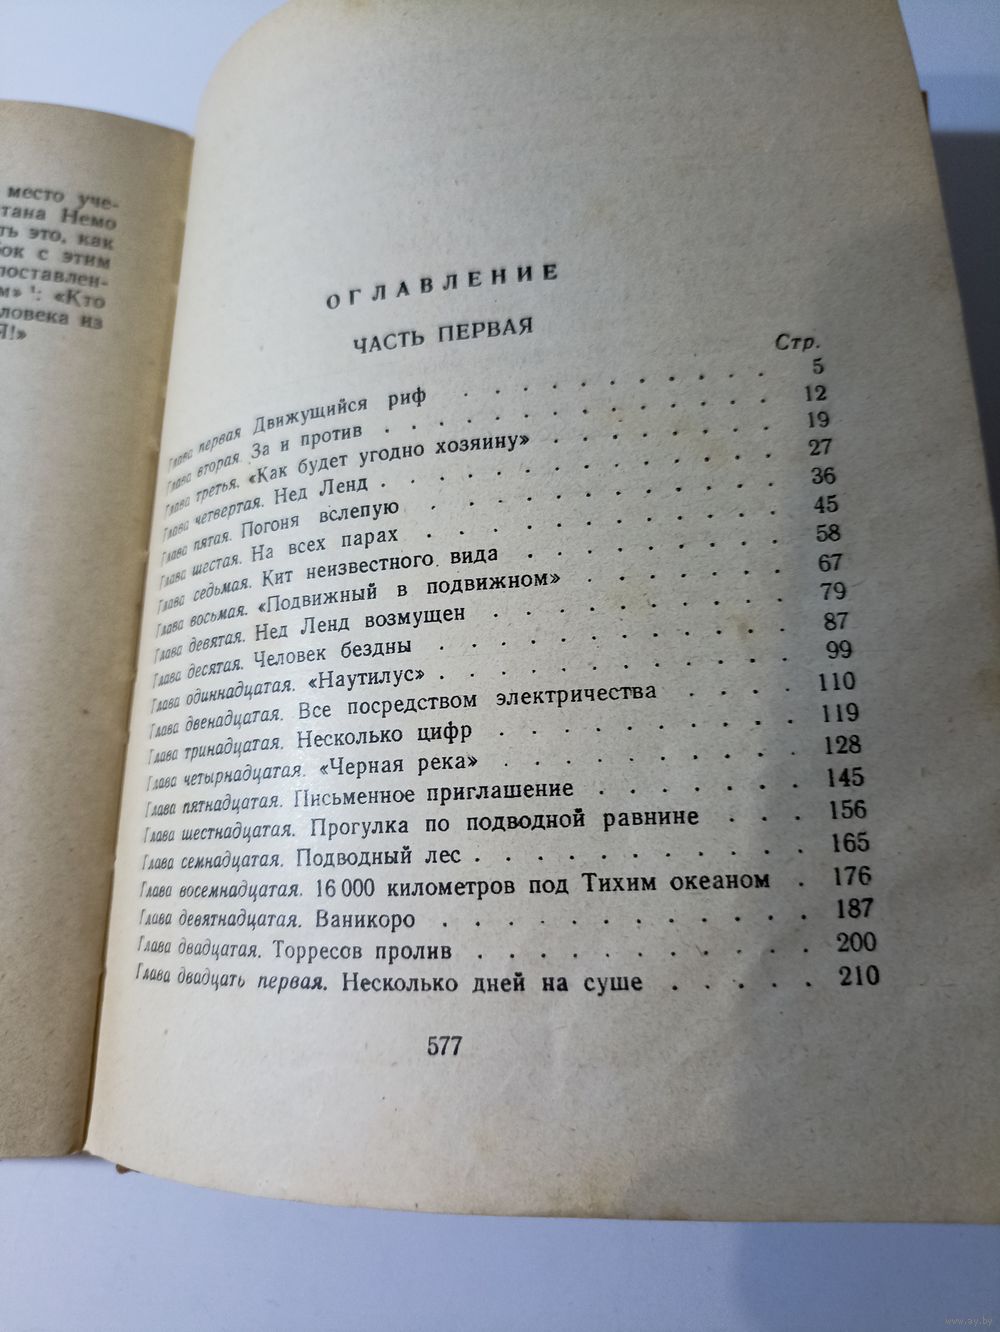 место уче-
тана Немо
ть это, как
бок с этим
поставлен-
м» ¹: «Кто
ловека из
Я!»
ОГЛАВЛЕНИЕ
ЧАСТЬ ПЕРВАЯ
Стр.
Глава первая Движущийся риф . . . . . . . . . . 5
Глава вторая. За и против . . . . . . . . . . . . 12
Глава третья. «Как будет угодно хозяину» . . . . . . . . 19
Глава четвертая. Нед Ленд . . . . . . . . . . . . 27
Глава пятая. Погоня вслепую . . . . . . . . . . . 36
Глава шестая. На всех парах . . . . . . . . . . . 45
Глава седьмая. Кит неизвестного вида . . . . . . . . 58
Глава восьмая. «Подвижный в подвижном» . . . . . . . 67
Глава девятая. Нед Ленд возмущен . . . . . . . . . . 79
Глава десятая. Человек бездны . . . . . . . . . . . 87
Глава одиннадцатая. «Наутилус» . . . . . . . . . . . 99
Глава двенадцатая. Все посредством электричества . . . . 110
Глава тринадцатая. Несколько цифр . . . . . . . . . . 119
Глава четырнадцатая. «Черная река» . . . . . . . . . 128
Глава пятнадцатая. Письменное приглашение . . . . . . 145
Глава шестнадцатая. Прогулка по подводной равнине . . . 156
Глава семнадцатая. Подводный лес . . . . . . . . . . . 165
Глава восемнадцатая. 16 000 километров под Тихим океаном . 176
Глава девятнадцатая. Ваникоро . . . . . . . . . . . . 187
Глава двадцатая. Торресов пролив . . . . . . . . . . . 200
Глава двадцать первая. Несколько дней на суше . . . . . 210
577
www.ay.by